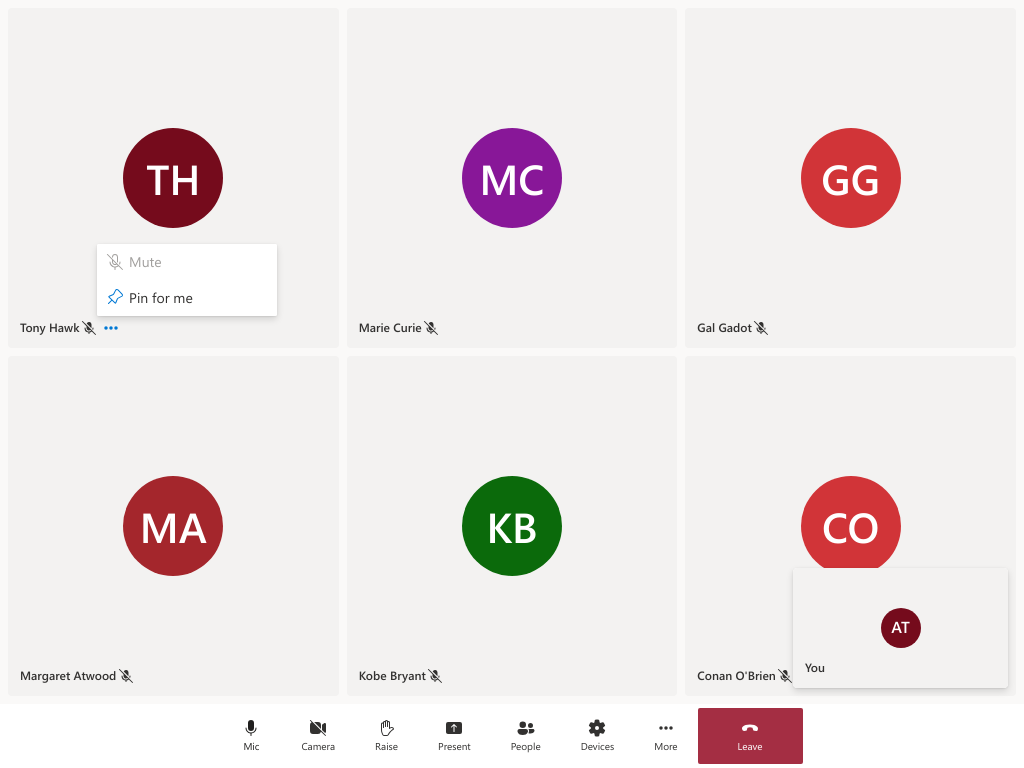 TH
MC
GG
Mute
Pin for me
Tony Hawk
Marie Curie
Gal Gadot
MA
KB
CO
AT
You
Margaret Atwood
Kobe Bryant
Conan O'Brien
Mic
Camera
Raise
Present
People
Devices
More
Leave